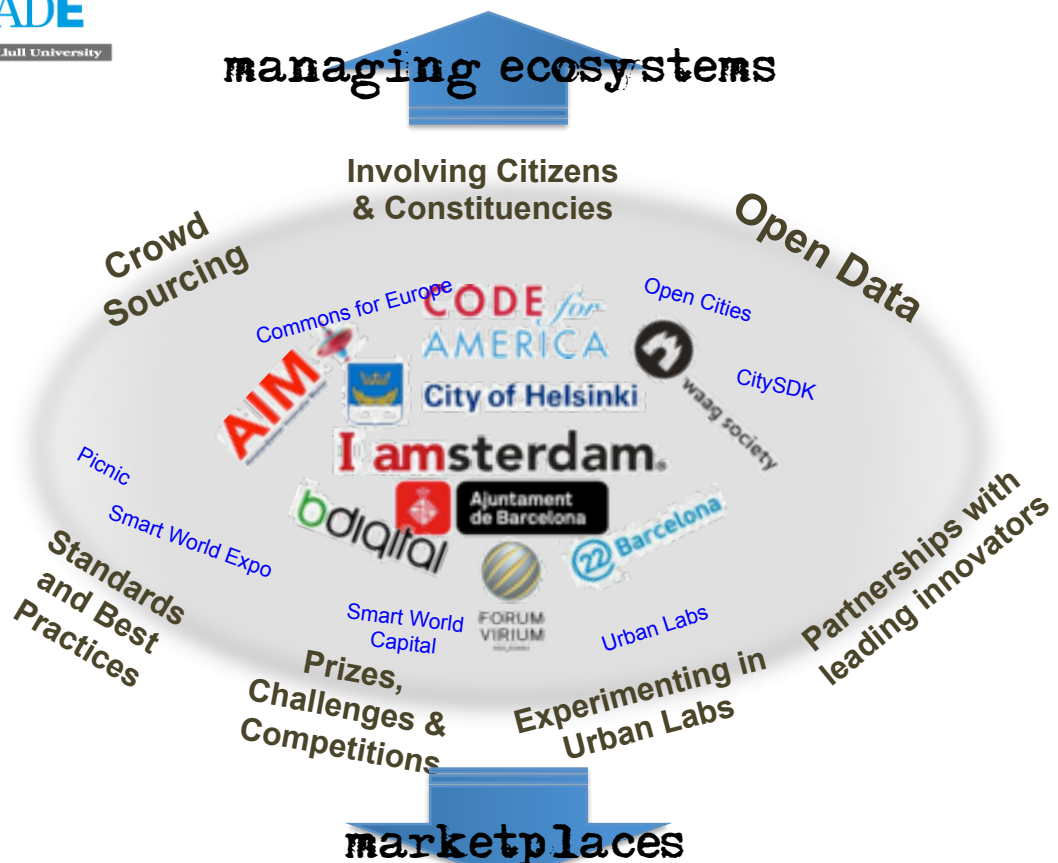 ADE
Llull University
managing ecosystems
Involving Citizens
& Constituencies
Crowd
Sourcing
Open Data
Commons for Europe
CODE for
AMERICA
Open Cities
AIM
City of Helsinki
waag society
CitySDK
I amsterdam.
Picnic
bdigital
Ajuntament
de Barcelona
22 Barcelona
Smart World Expo
Standards
and Best
Practices
Partnerships with
leading innovators
Smart World
Capital
FORUM
VIRIUM
HELSINKI
Urban Labs
Prizes,
Challenges &
Competitions
Experimenting in
Urban Labs
marketplaces